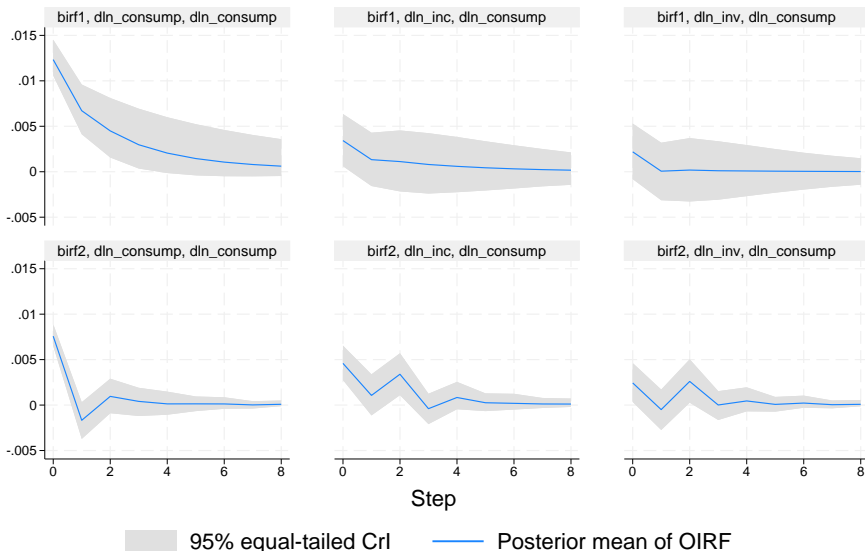 birf1, dln_consump, dln_consump
birf1, dln_inc, dln_consump
birf1, dln_inv, dln_consump
.015
.01
.005
0
-.005
birf2, dln_consump, dln_consump
birf2, dln_inc, dln_consump
birf2, dln_inv, dln_consump
.015
.01
.005
0
-.005
0 2 4 6 8
0 2 4 6 8
0 2 4 6 8
Step
95% equal-tailed CrI
Posterior mean of OIRF